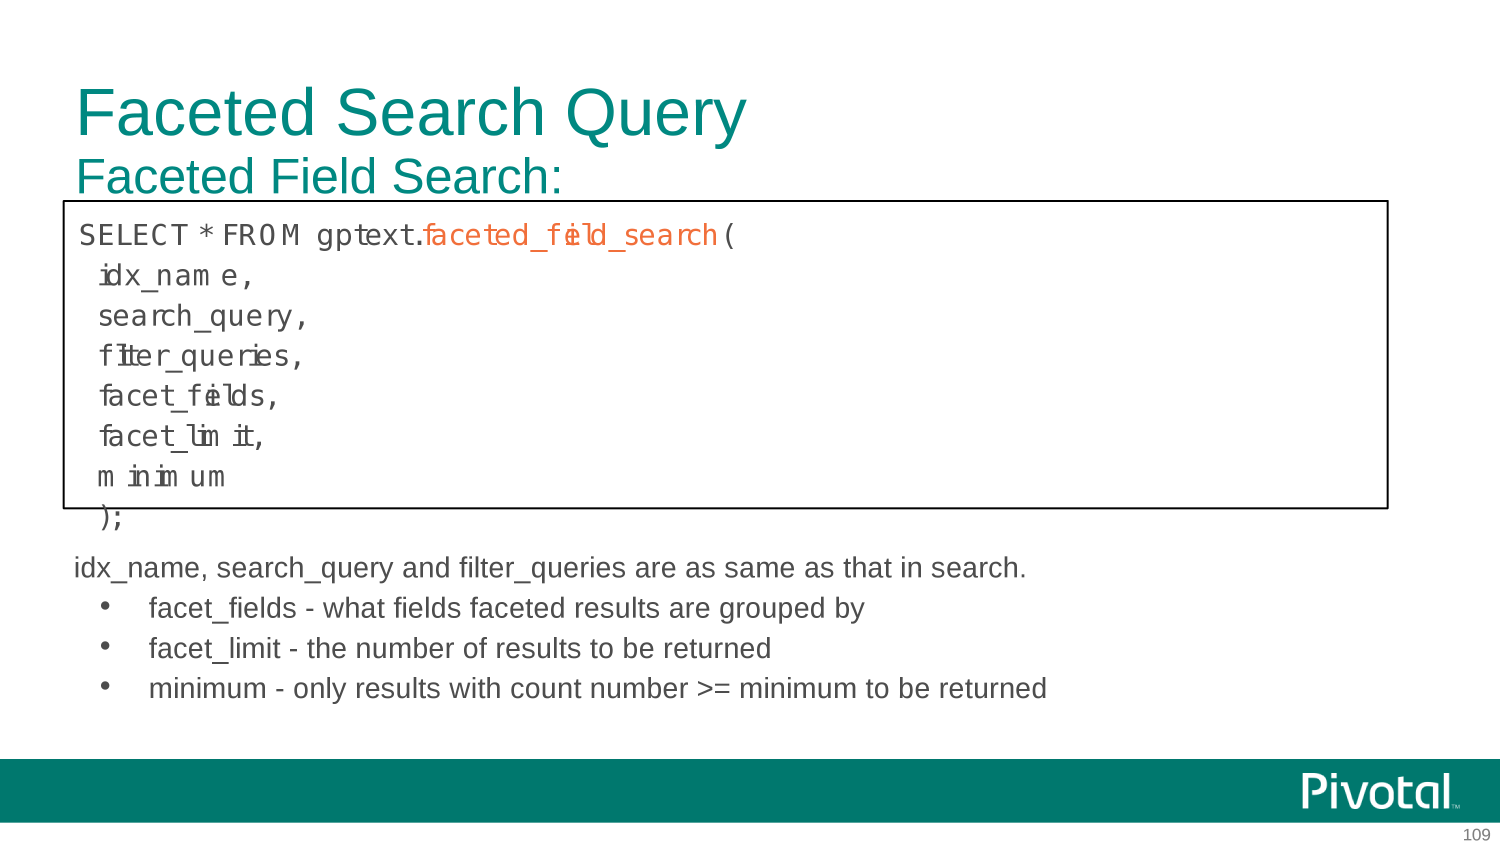 Faceted Search Query
Faceted Field Search:
SELECT * FROM gptext.faceted_field_search(
idx_name,
search_query,
filter_queries,
facet_fields,
facet_limit,
minimum
);
idx_name, search_query and filter_queries are as same as that in search.
• facet_fields - what fields faceted results are grouped by
• facet_limit - the number of results to be returned
• minimum - only results with count number >= minimum to be returned
Pivotal™
109